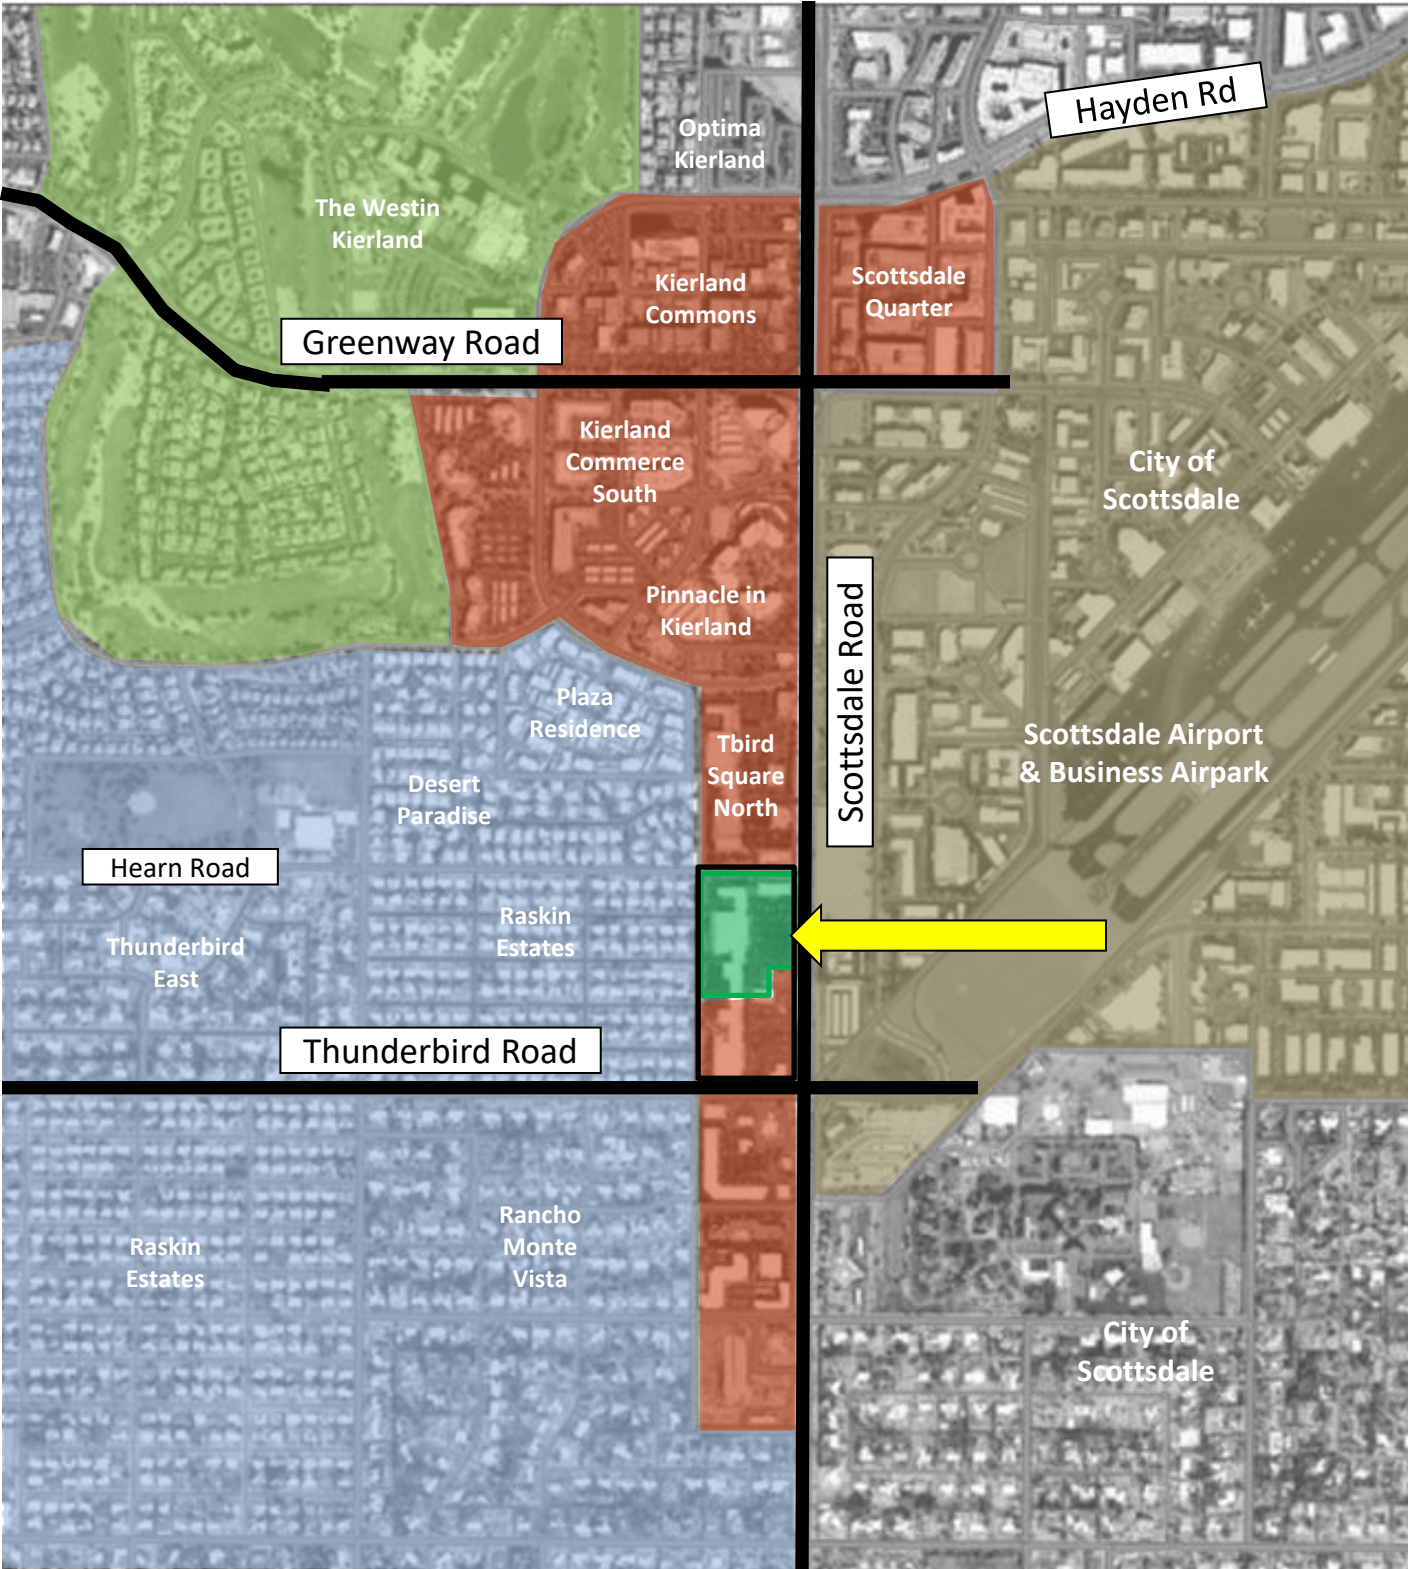 Hayden Rd
Optima
Kierland
The Westin
Kierland
Kierland
Commons
Scottsdale
Quarter
Greenway Road
Kierland
Commerce
South
City of
Scottsdale
Pinnacle in
Kierland
Scottsdale Road
Plaza
Residence
Tbird
Square
North
Scottsdale Airport
& Business Airpark
Desert
Paradise
Hearn Road
Raskin
Estates
Thunderbird
East
Thunderbird Road
Rancho
Monte
Vista
Raskin
Estates
City of
Scottsdale